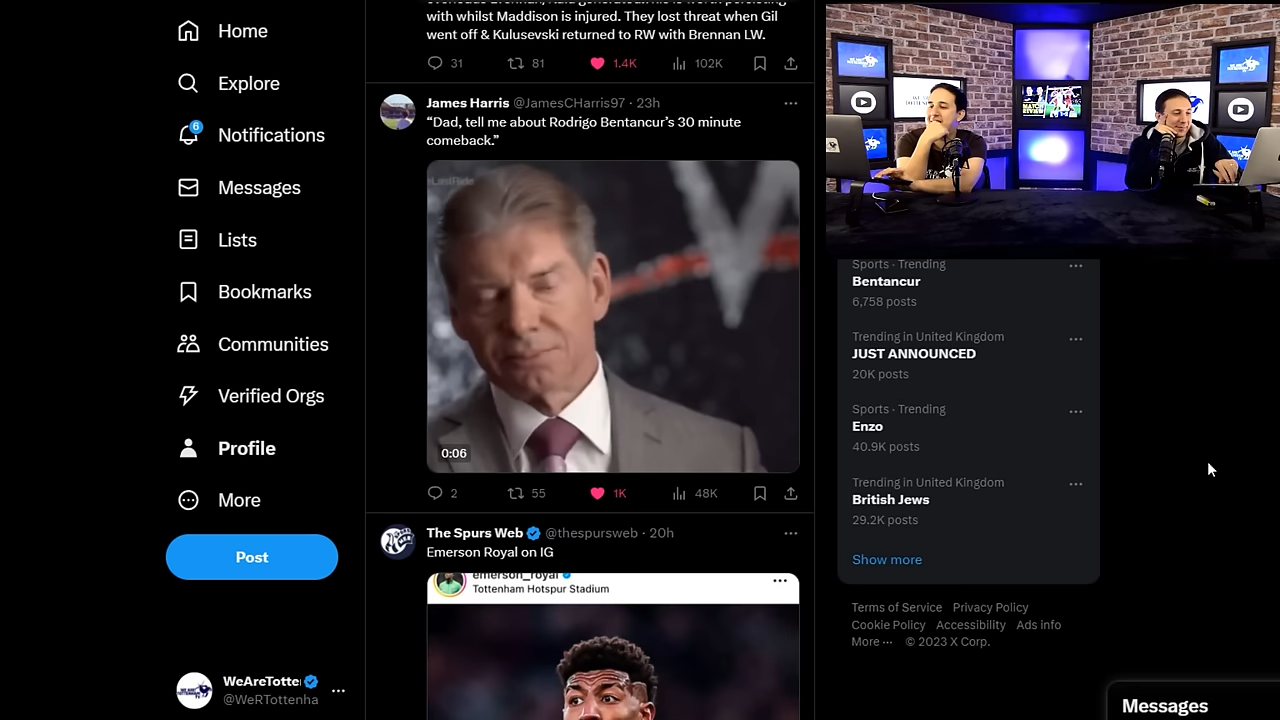 Home
Explore
6
Notifications
Messages
Lists
Bookmarks
Communities
Verified Orgs
Profile
More
Post
WeAreTotte
@WeRTottenha
with whilst Maddison is injured. They lost threat when Gil
went off & Kulusevski returned to RW with Brennan LW.
31 81 1.4K 102K
James Harris @JamesCHarris97 · 23h
“Dad, tell me about Rodrigo Bentancur’s 30 minute
comeback.”
0:06
2 55 1K 48K
The Spurs Web @thespursweb · 20h
Emerson Royal on IG
emerson_royal
Tottenham Hotspur Stadium
Sports · Trending
Bentancur
6,758 posts
Trending in United Kingdom
JUST ANNOUNCED
20K posts
Sports · Trending
Enzo
40.9K posts
Trending in United Kingdom
British Jews
29.2K posts
Show more
Terms of Service Privacy Policy
Cookie Policy Accessibility Ads info
More ··· © 2023 X Corp.
Messages